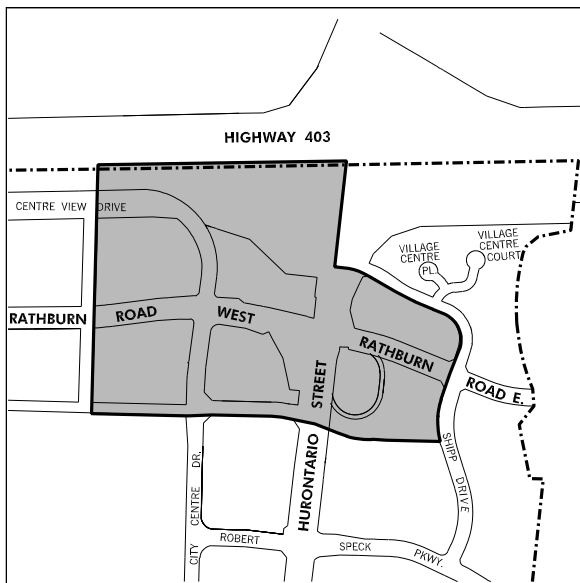 HIGHWAY 403
CENTRE VIEW DRIVE
VILLAGE
CENTRE
PL.
VILLAGE
CENTRE
COURT
RATHBURN ROAD WEST
RATHBURN
ROAD E.
HURONTARIO STREET
CITY CENTRE DR.
SHIPP DRIVE
ROBERT SPECK PKWY.